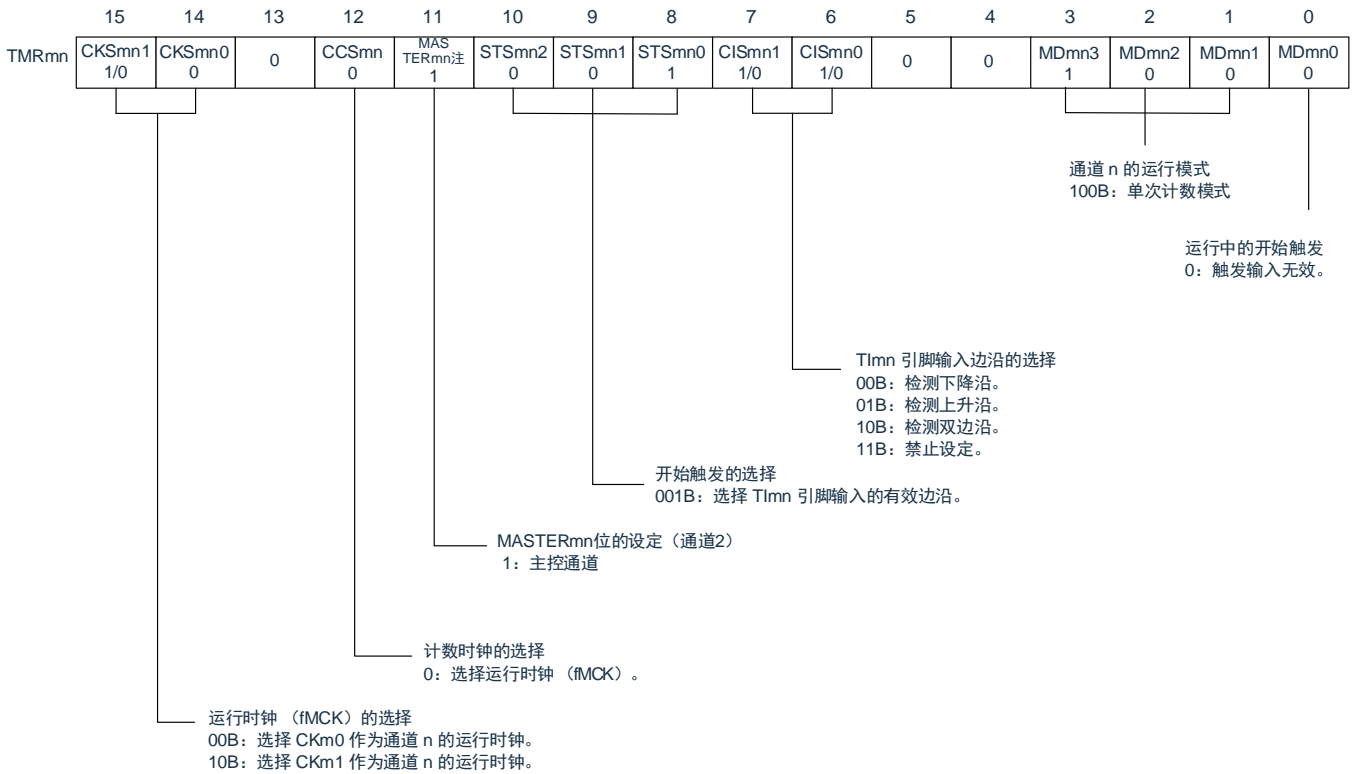 15 14 13 12 11 10 9 8 7 6 5 4 3 2 1 0
TMRmn
CKSmn1 1/0
CKSmn0 0
0
CCSmn 0
MAS
TERmn注
1
STSmn2 0
STSmn1 0
STSmn0 1
CISmn1 1/0
CISmn0 1/0
0
0
MDmn3 1
MDmn2 0
MDmn1 0
MDmn0 0
通道 n 的运行模式
100B：单次计数模式
运行中的开始触发
0：触发输入无效。
TImn 引脚输入边沿的选择
00B：检测下降沿。
01B：检测上升沿。
10B：检测双边沿。
11B：禁止设定。
开始触发的选择
001B：选择 TImn 引脚输入的有效边沿。
MASTERmn位的设定（通道2）
1：主控通道
计数时钟的选择
0：选择运行时钟 （fMCK）。
运行时钟 （fMCK）的选择
00B：选择 CKm0 作为通道 n 的运行时钟。
10B：选择 CKm1 作为通道 n 的运行时钟。